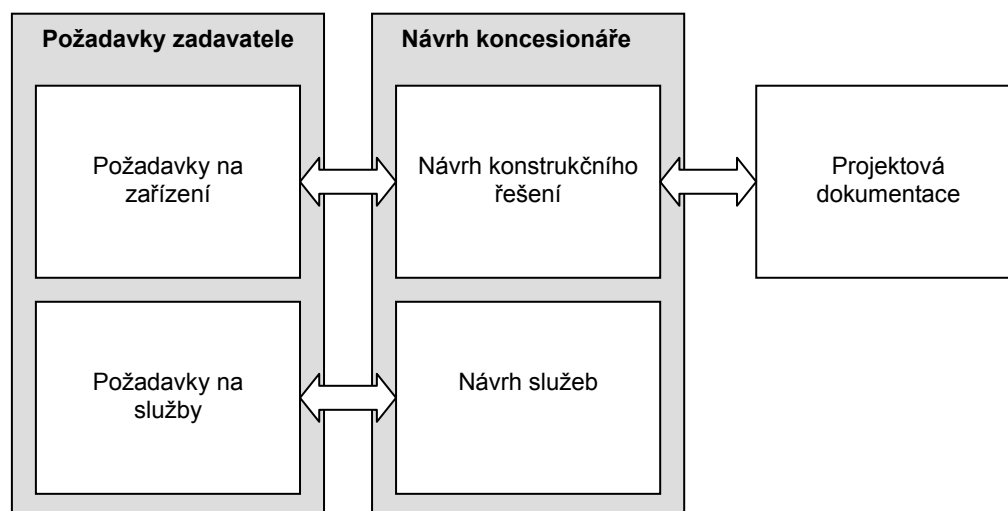 Požadavky zadavatele
Návrh koncesionáře
Požadavky na
zařízení
Návrh konstrukčního
řešení
Projektová
dokumentace
Požadavky na
služby
Návrh služeb